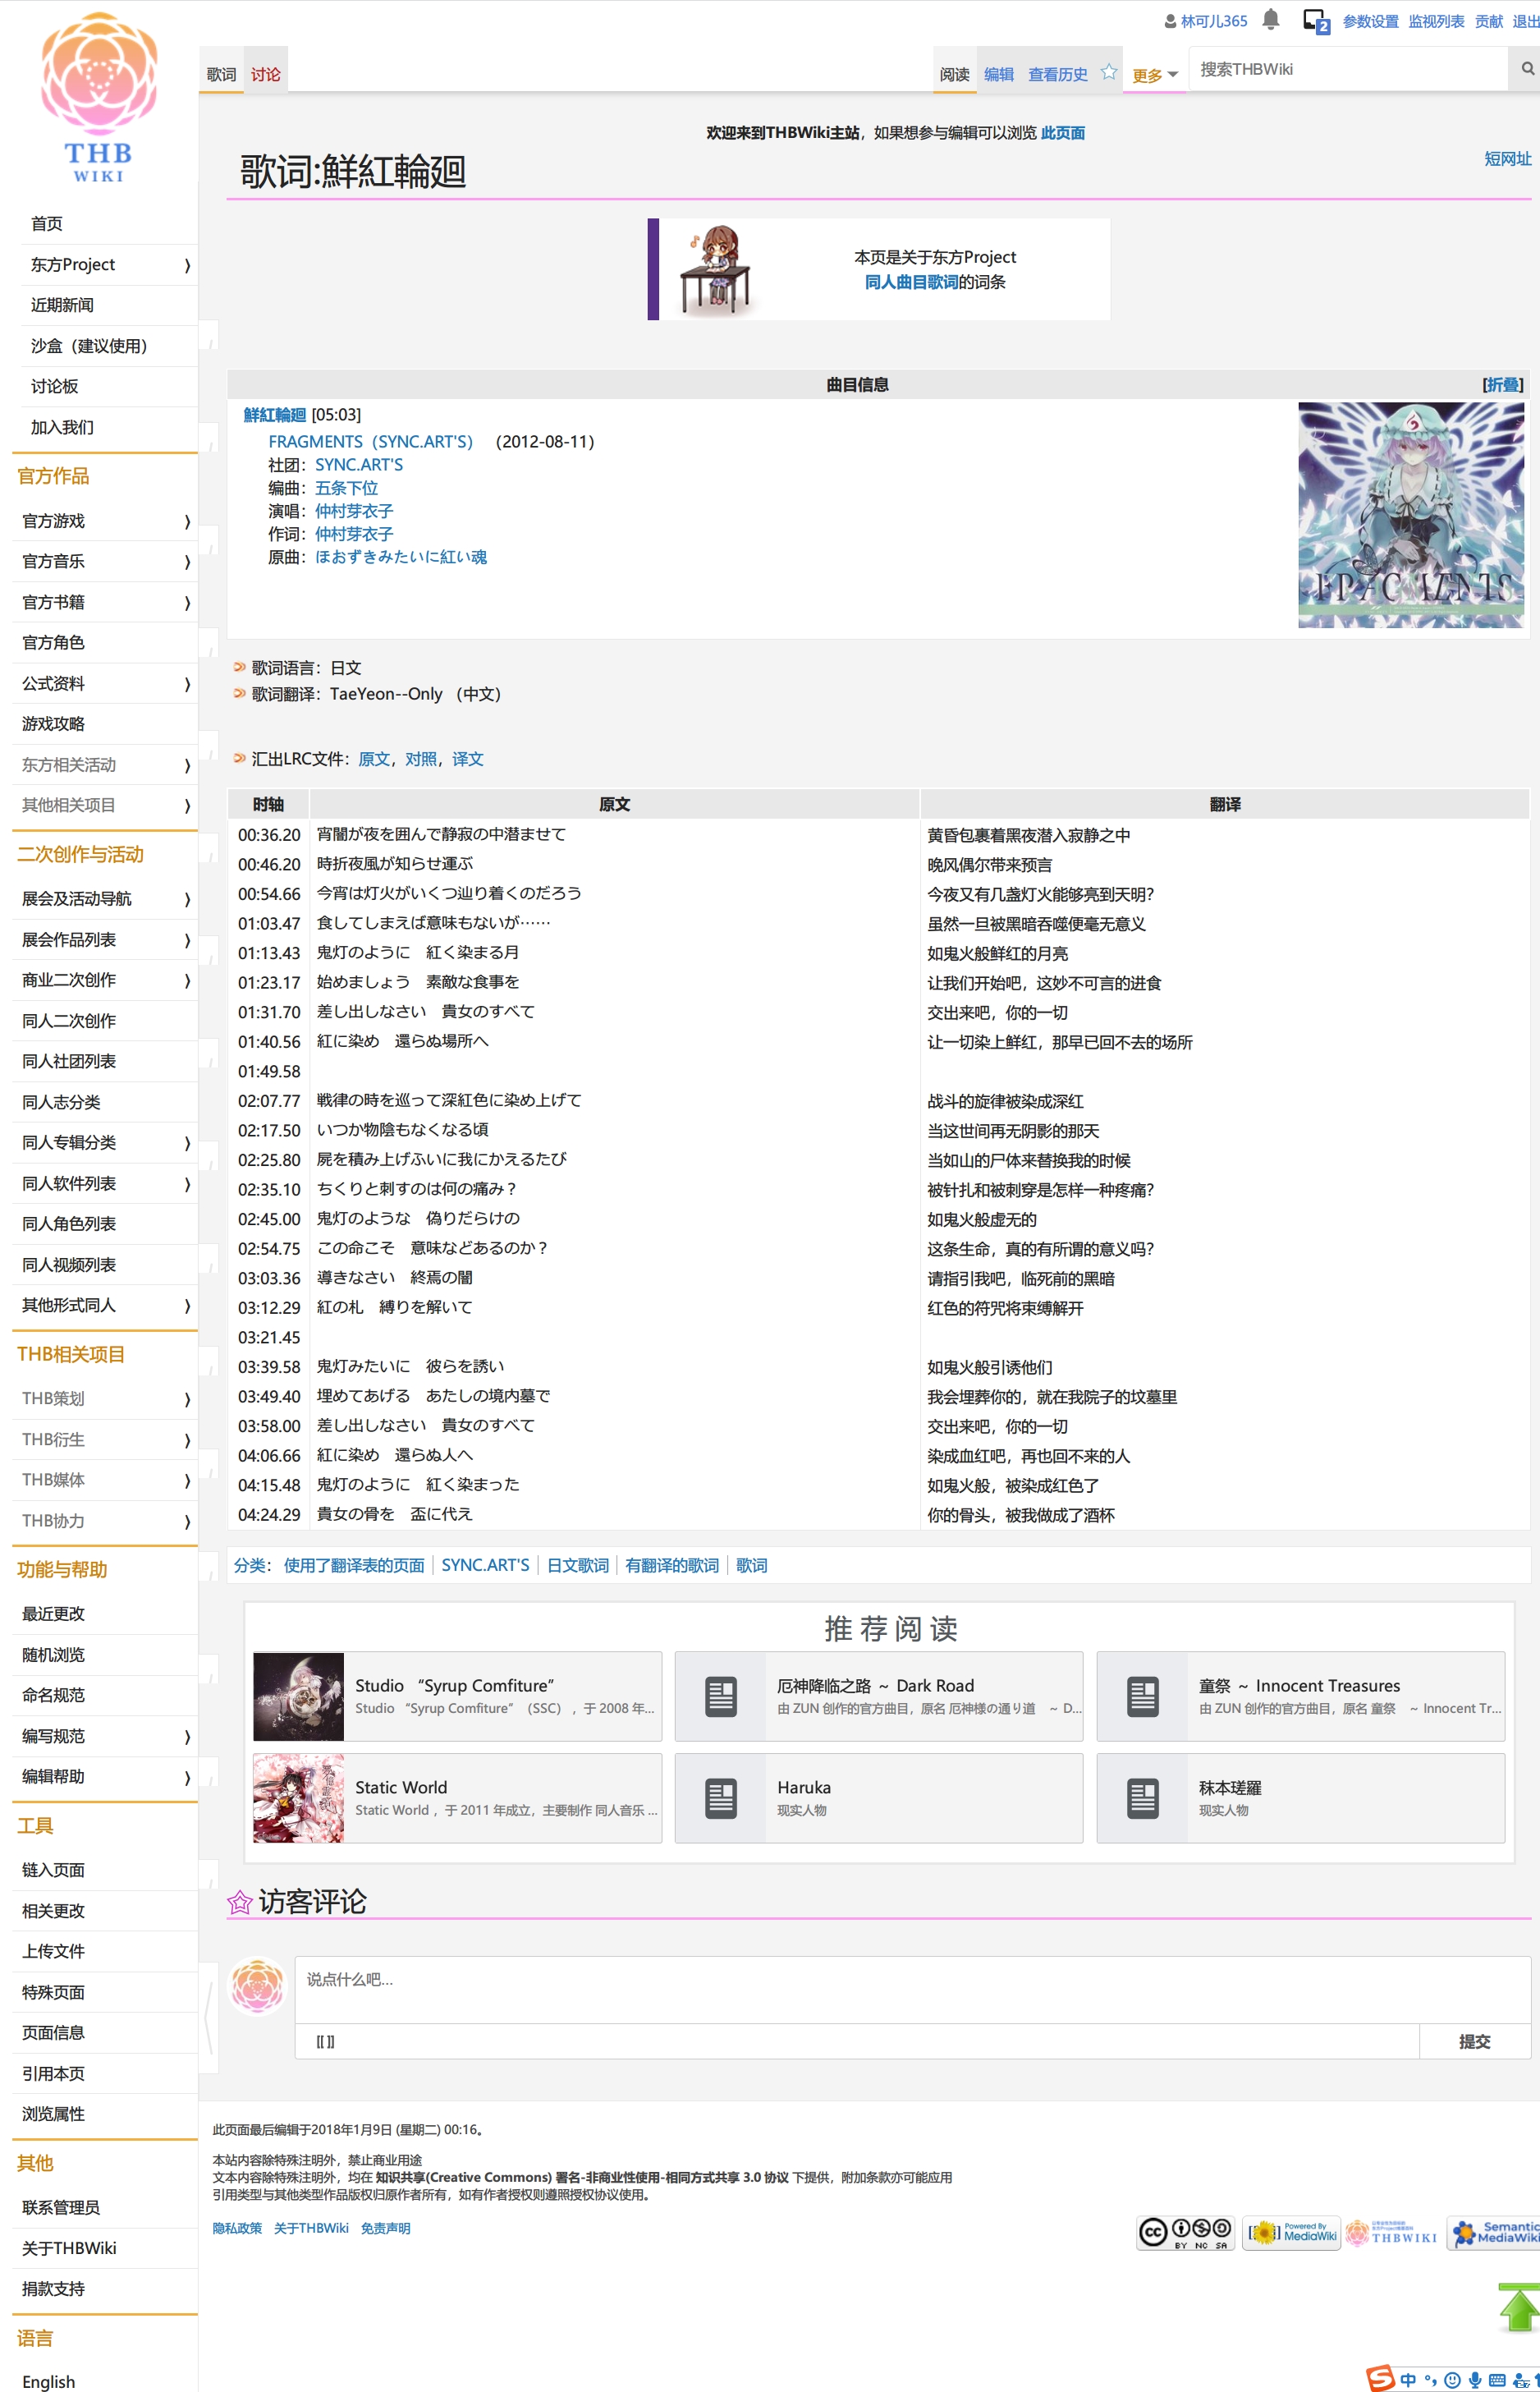 林可儿365 2 参数设置 监视列表 贡献 退出
THB
WIKI
歌词 讨论 阅读 编辑 查看历史 更多 搜索THBWiki
欢迎来到THBWiki主站，如果想参与编辑可以浏览 此页面
短网址
歌词:鮮紅輪廻
本页是关于东方Project
同人曲目歌词的词条
首页
东方Project
近期新闻
沙盒（建议使用）
讨论板
加入我们
官方作品
官方游戏
官方音乐
官方书籍
官方角色
公式资料
游戏攻略
东方相关活动
其他相关项目
二次创作与活动
展会及活动导航
展会作品列表
商业二次创作
同人二次创作
同人社团列表
同人志分类
同人专辑分类
同人软件列表
同人角色列表
同人视频列表
其他形式同人
THB相关项目
THB策划
THB衍生
THB媒体
THB协力
功能与帮助
最近更改
随机浏览
命名规范
编写规范
编辑帮助
工具
链入页面
相关更改
上传文件
特殊页面
页面信息
引用本页
浏览属性
其他
联系管理员
关于THBWiki
捐款支持
语言
English
曲目信息 [折叠]
鮮紅輪廻 [05:03]
FRAGMENTS（SYNC.ART'S） （2012-08-11）
社团：SYNC.ART'S
编曲：五条下位
演唱：仲村芽衣子
作词：仲村芽衣子
原曲：ほおずきみたいに紅い魂
FRAGMENTS
歌词语言：日文
歌词翻译：TaeYeon--Only （中文）
汇出LRC文件：原文，对照，译文
时轴 原文 翻译
00:36.20 宵闇が夜を囲んで静寂の中潜ませて 黄昏包裹着黑夜潜入寂静之中
00:46.20 時折夜風が知らせ運ぶ 晚风偶尔带来预言
00:54.66 今宵は灯火がいくつ辿り着くのだろう 今夜又有几盏灯火能够亮到天明？
01:03.47 食してしまえば意味もないが…… 虽然一旦被黑暗吞噬便毫无意义
01:13.43 鬼灯のように　紅く染まる月 如鬼火般鲜红的月亮
01:23.17 始めましょう　素敵な食事を 让我们开始吧，这妙不可言的进食
01:31.70 差し出しなさい　貴女のすべて 交出来吧，你的一切
01:40.56 紅に染め　還らぬ場所へ 让一切染上鲜红，那早已回不去的场所
01:49.58
02:07.77 戦律の時を巡って深紅色に染め上げて 战斗的旋律被染成深红
02:17.50 いつか物陰もなくなる頃 当这世间再无阴影的那天
02:25.80 屍を積み上げふいに我にかえるたび 当如山的尸体来替换我的时候
02:35.10 ちくりと刺すのは何の痛み？ 被针扎和被刺穿是怎样一种疼痛？
02:45.00 鬼灯のような　偽りだらけの 如鬼火般虚无的
02:54.75 この命こそ　意味などあるのか？ 这条生命，真的有所谓的意义吗？
03:03.36 導きなさい　終焉の闇 请指引我吧，临死前的黑暗
03:12.29 紅の札　縛りを解いて 红色的符咒将束缚解开
03:21.45
03:39.58 鬼灯みたいに　彼らを誘い 如鬼火般引诱他们
03:49.40 埋めてあげる　あたしの境内墓で 我会埋葬你的，就在我院子的坟墓里
03:58.00 差し出しなさい　貴女のすべて 交出来吧，你的一切
04:06.66 紅に染め　還らぬ人へ 染成血红吧，再也回不来的人
04:15.48 鬼灯のように　紅く染まった 如鬼火般，被染成红色了
04:24.29 貴女の骨を　盃に代え 你的骨头，被我做成了酒杯
分类： 使用了翻译表的页面 SYNC.ART'S 日文歌词 有翻译的歌词 歌词
推荐阅读
Studio “Syrup Comfiture”
Studio “Syrup Comfiture”（SSC），于 2008 年...
厄神降临之路 ～ Dark Road
由 ZUN 创作的官方曲目，原名 厄神様の通り道　～ D...
童祭 ～ Innocent Treasures
由 ZUN 创作的官方曲目，原名 童祭　～ Innocent Tr...
Static World
Static World ，于 2011 年成立，主要制作 同人音乐 ...
Haruka
现实人物
秣本瑳羅
现实人物
访客评论
说点什么吧...
[[ ]] 提交
此页面最后编辑于2018年1月9日 (星期二) 00:16。
本站内容除特殊注明外，禁止商业用途
文本内容除特殊注明外，均在 知识共享(Creative Commons) 署名-非商业性使用-相同方式共享 3.0 协议 下提供，附加条款亦可能应用
引用类型与其他类型作品版权归原作者所有，如有作者授权则遵照授权协议使用。
隐私政策 关于THBWiki 免责声明
cc BY NC SA
Powered By MediaWiki
THBWIKI
Semantic MediaWiki
中